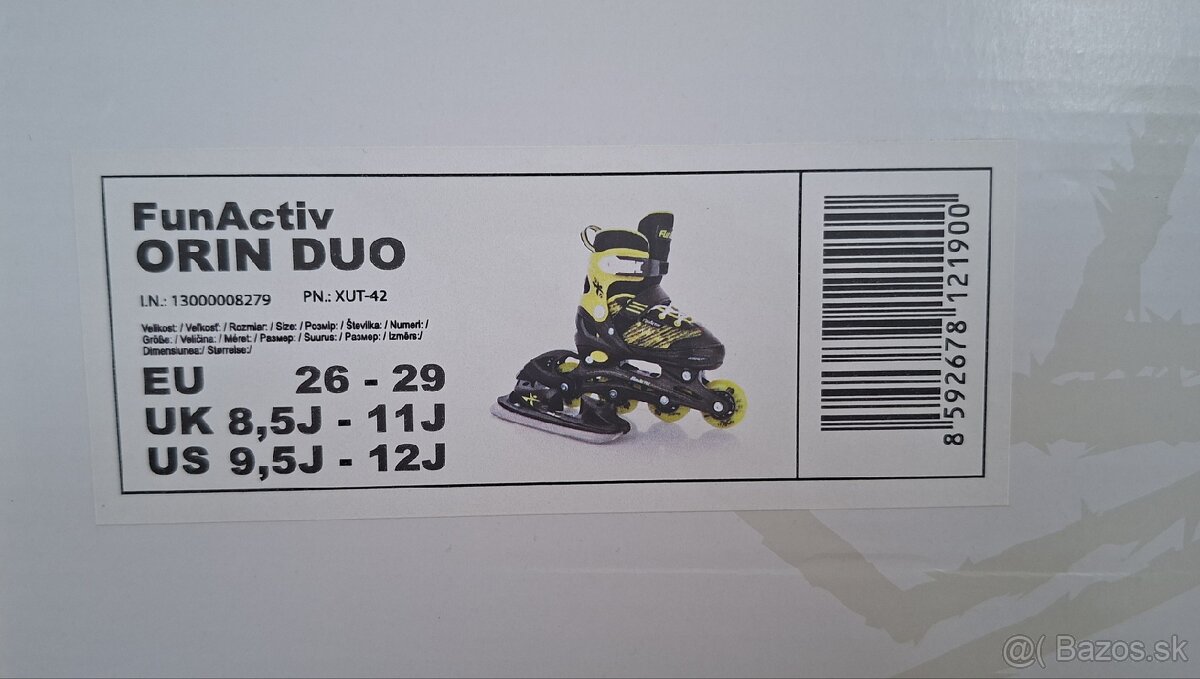 FunActiv
ORIN DUO
I.N.: 13000008279 PN.: XUT-42
Velikost: / Veľkosť: / Rozmiar: / Size: / Розмір: / Številka: / Numeri: /
Größe: / Veličina: / Méret: / Размер: / Suurus: / Размер: / Izmērs:/
Dimensiunea:/ Størrelse:/
EU 26 - 29
UK 8,5J - 11J
US 9,5J - 12J
8 592678 121900
@( Bazos.sk